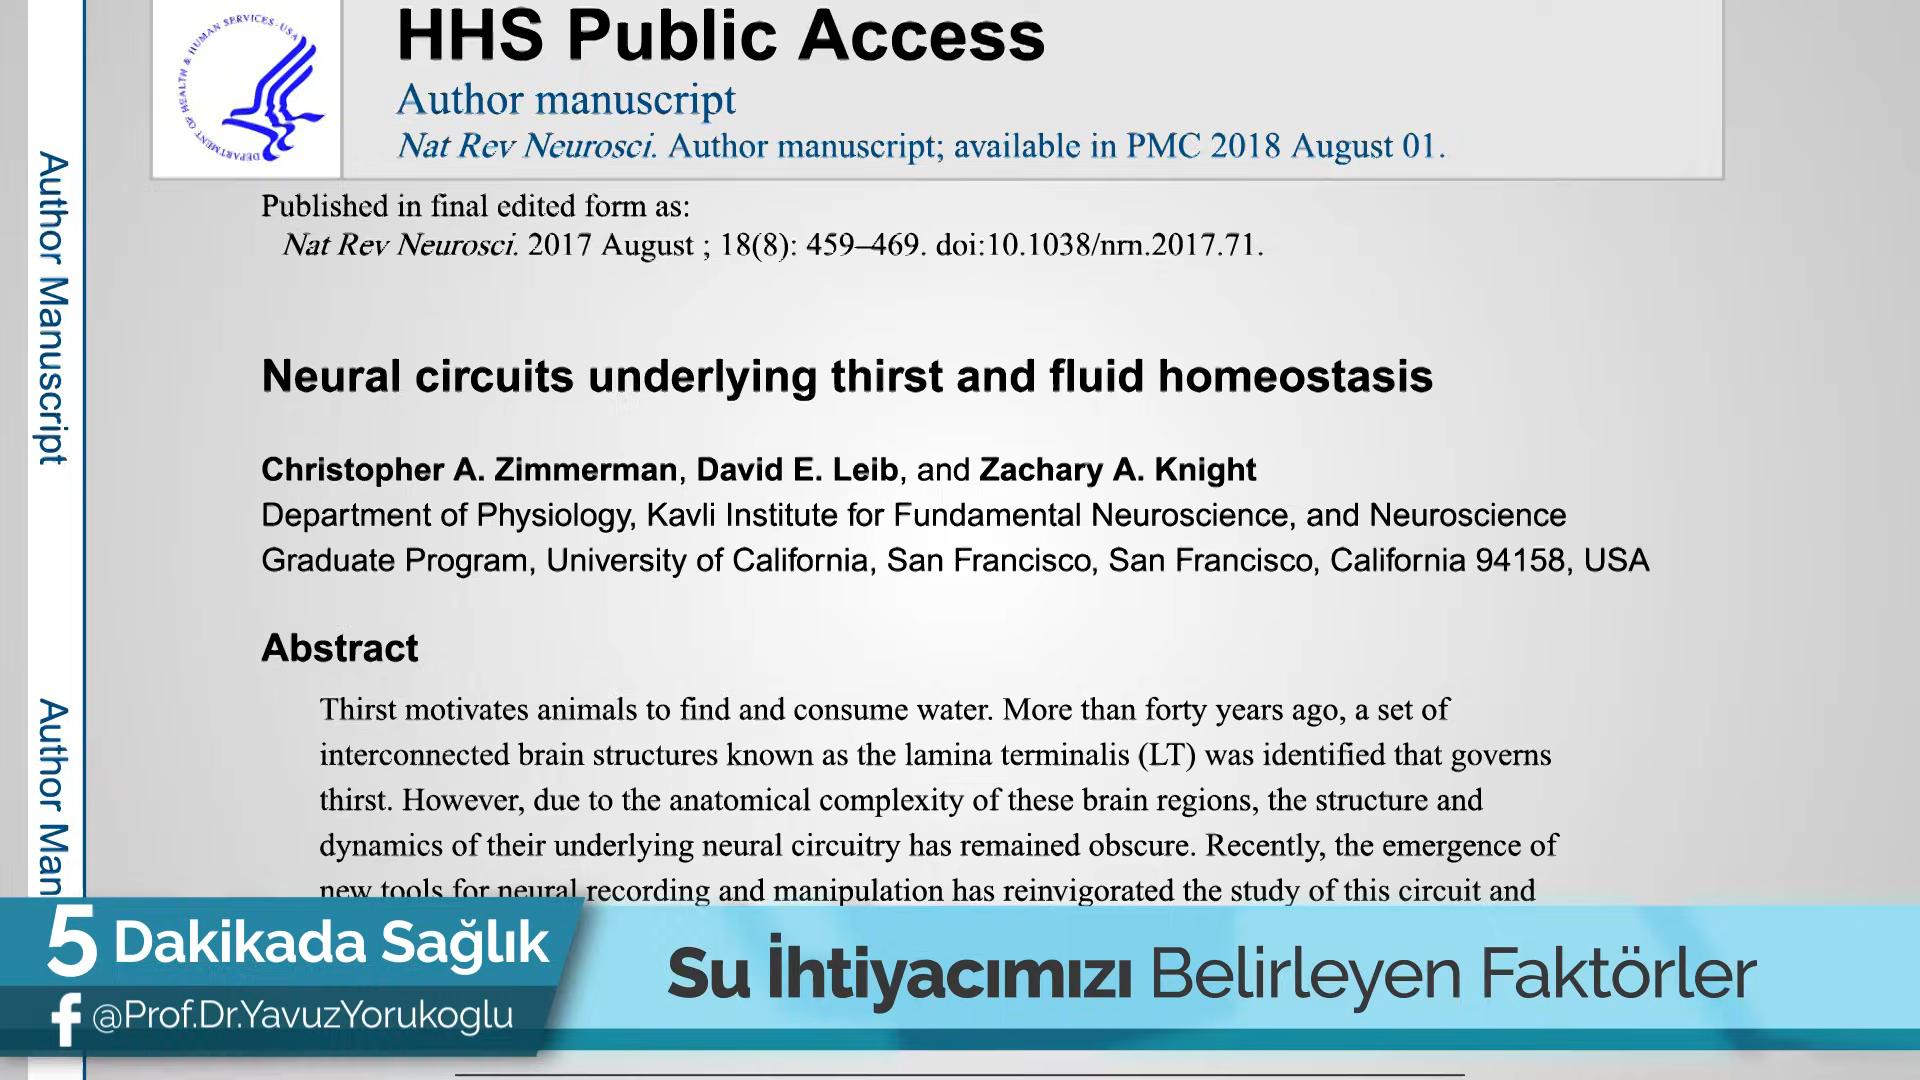 DEPARTMENT OF HEALTH & HUMAN SERVICES-USA
HHS Public Access
Author manuscript
Nat Rev Neurosci. Author manuscript; available in PMC 2018 August 01.
Published in final edited form as:
Nat Rev Neurosci. 2017 August ; 18(8): 459–469. doi:10.1038/nrn.2017.71.
Author Manuscript
Neural circuits underlying thirst and fluid homeostasis
Christopher A. Zimmerman, David E. Leib, and Zachary A. Knight
Department of Physiology, Kavli Institute for Fundamental Neuroscience, and Neuroscience
Graduate Program, University of California, San Francisco, San Francisco, California 94158, USA
Abstract
Thirst motivates animals to find and consume water. More than forty years ago, a set of
interconnected brain structures known as the lamina terminalis (LT) was identified that governs
thirst. However, due to the anatomical complexity of these brain regions, the structure and
dynamics of their underlying neural circuitry has remained obscure. Recently, the emergence of
new tools for neural recording and manipulation has reinvigorated the study of this circuit and
Author Man
5 Dakikada Sağlık
@Prof.Dr.YavuzYorukoglu
Su İhtiyacımızı Belirleyen Faktörler